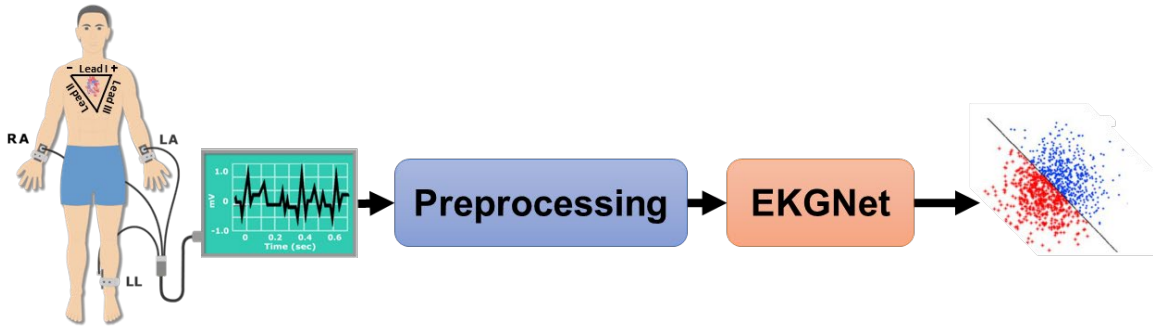 - Lead I +
Lead II
Lead III
RA
LA
LL
1.0
0
-1.0
mV
0 0.2 0.4 0.6
Time (sec)
Preprocessing
EKGNet